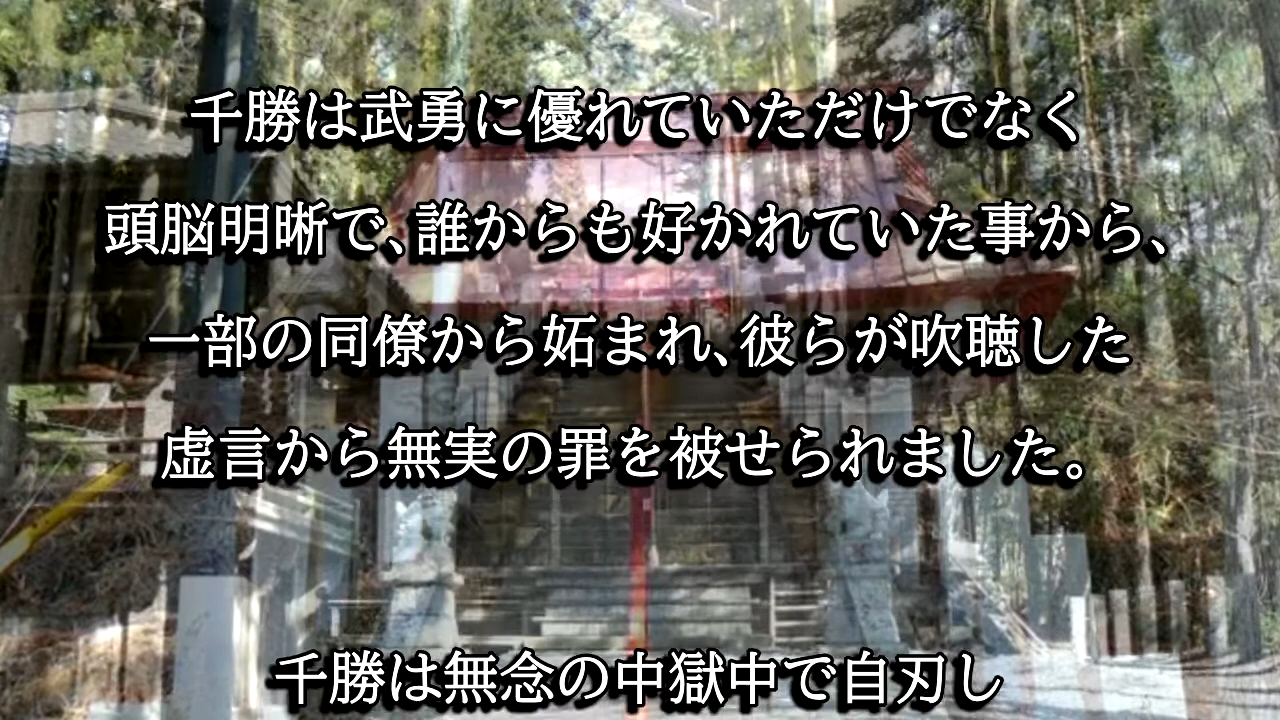 千勝は武勇に優れていただけでなく
頭脳明晰で、誰からも好かれていた事から、
一部の同僚から妬まれ、彼らが吹聴した
虚言から無実の罪を被せられました。
千勝は無念の中獄中で自刃し